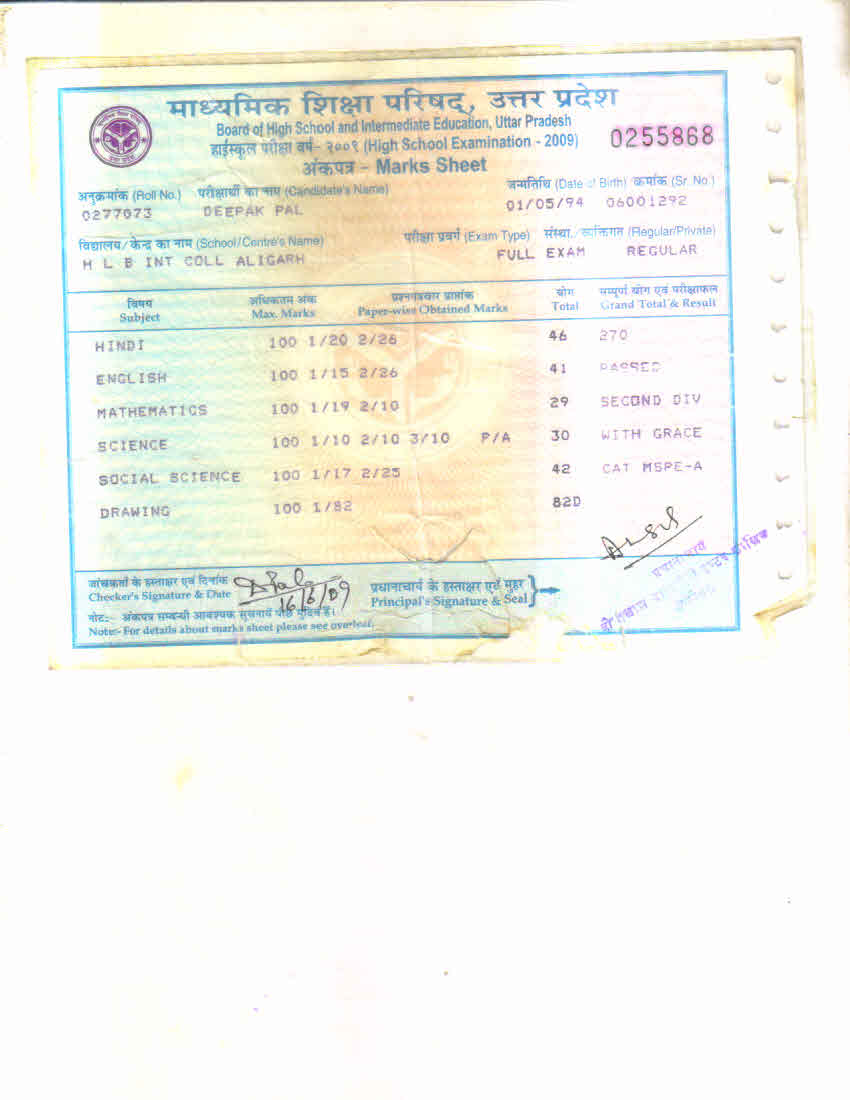 माध्यमिक शिक्षा परिषद्, उत्तर प्रदेश
Board of High School and Intermediate Education, Uttar Pradesh
हाईस्कूल परीक्षा वर्ष- २००९ (High School Examination - 2009)
0255868
अंकपत्र – Marks Sheet
अनुक्रमांक (Roll No.) परीक्षार्थी का नाम (Candidate's Name) जन्मतिथि (Date of Birth) क्रमांक (Sr. No.)
0277073 DEEPAK PAL 01/05/94 06001292
विद्यालय/केन्द्र का नाम (School/Centre's Name) परीक्षा प्रवर्ग (Exam Type) संस्था./व्यक्तिगत (Regular/Private)
H L B INT COLL ALIGARH FULL EXAM REGULAR
विषय अधिकतम अंक प्रश्नपत्रवार प्राप्तांक योग सम्पूर्ण योग एवं परीक्षाफल
Subject Max. Marks Paper-wise Obtained Marks Total Grand Total & Result
HINDI 100 1/20 2/26 46 270
ENGLISH 100 1/15 2/26 41 PASSED
MATHEMATICS 100 1/19 2/10 29 SECOND DIV
SCIENCE 100 1/10 2/10 3/10 P/A 30 WITH GRACE
SOCIAL SCIENCE 100 1/17 2/25 42 CAT MSPE-A
DRAWING 100 1/82 82D
जांचकर्ता के हस्ताक्षर एवं दिनांक प्रधानाचार्य के हस्ताक्षर एवं मुहर
Checker's Signature & Date 16/6/09 Principal's Signature & Seal
नोट:- अंकपत्र सम्बन्धी आवश्यक सूचनायें पीछे मुद्रित हैं।
Note:- For details about marks sheet please see overleaf.
प्रधानाचार्य